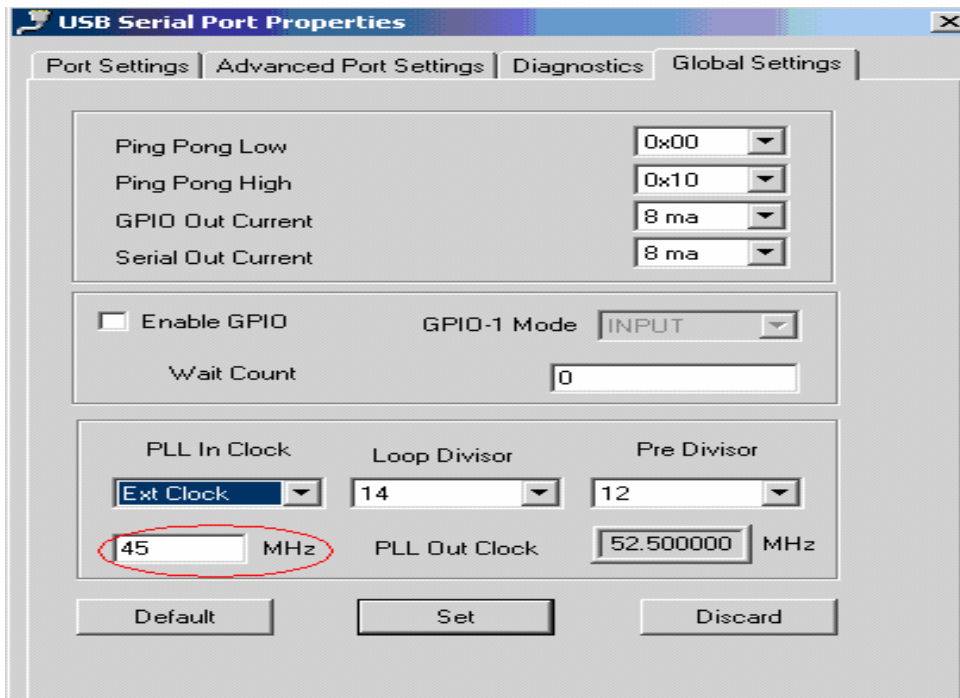 USB Serial Port Properties
Port Settings Advanced Port Settings Diagnostics Global Settings
Ping Pong Low 0x00
Ping Pong High 0x10
GPIO Out Current 8 ma
Serial Out Current 8 ma
Enable GPIO GPIO-1 Mode INPUT
Wait Count 0
PLL In Clock Loop Divisor Pre Divisor
Ext Clock 14 12
45 MHz PLL Out Clock 52.500000 MHz
Default Set Discard